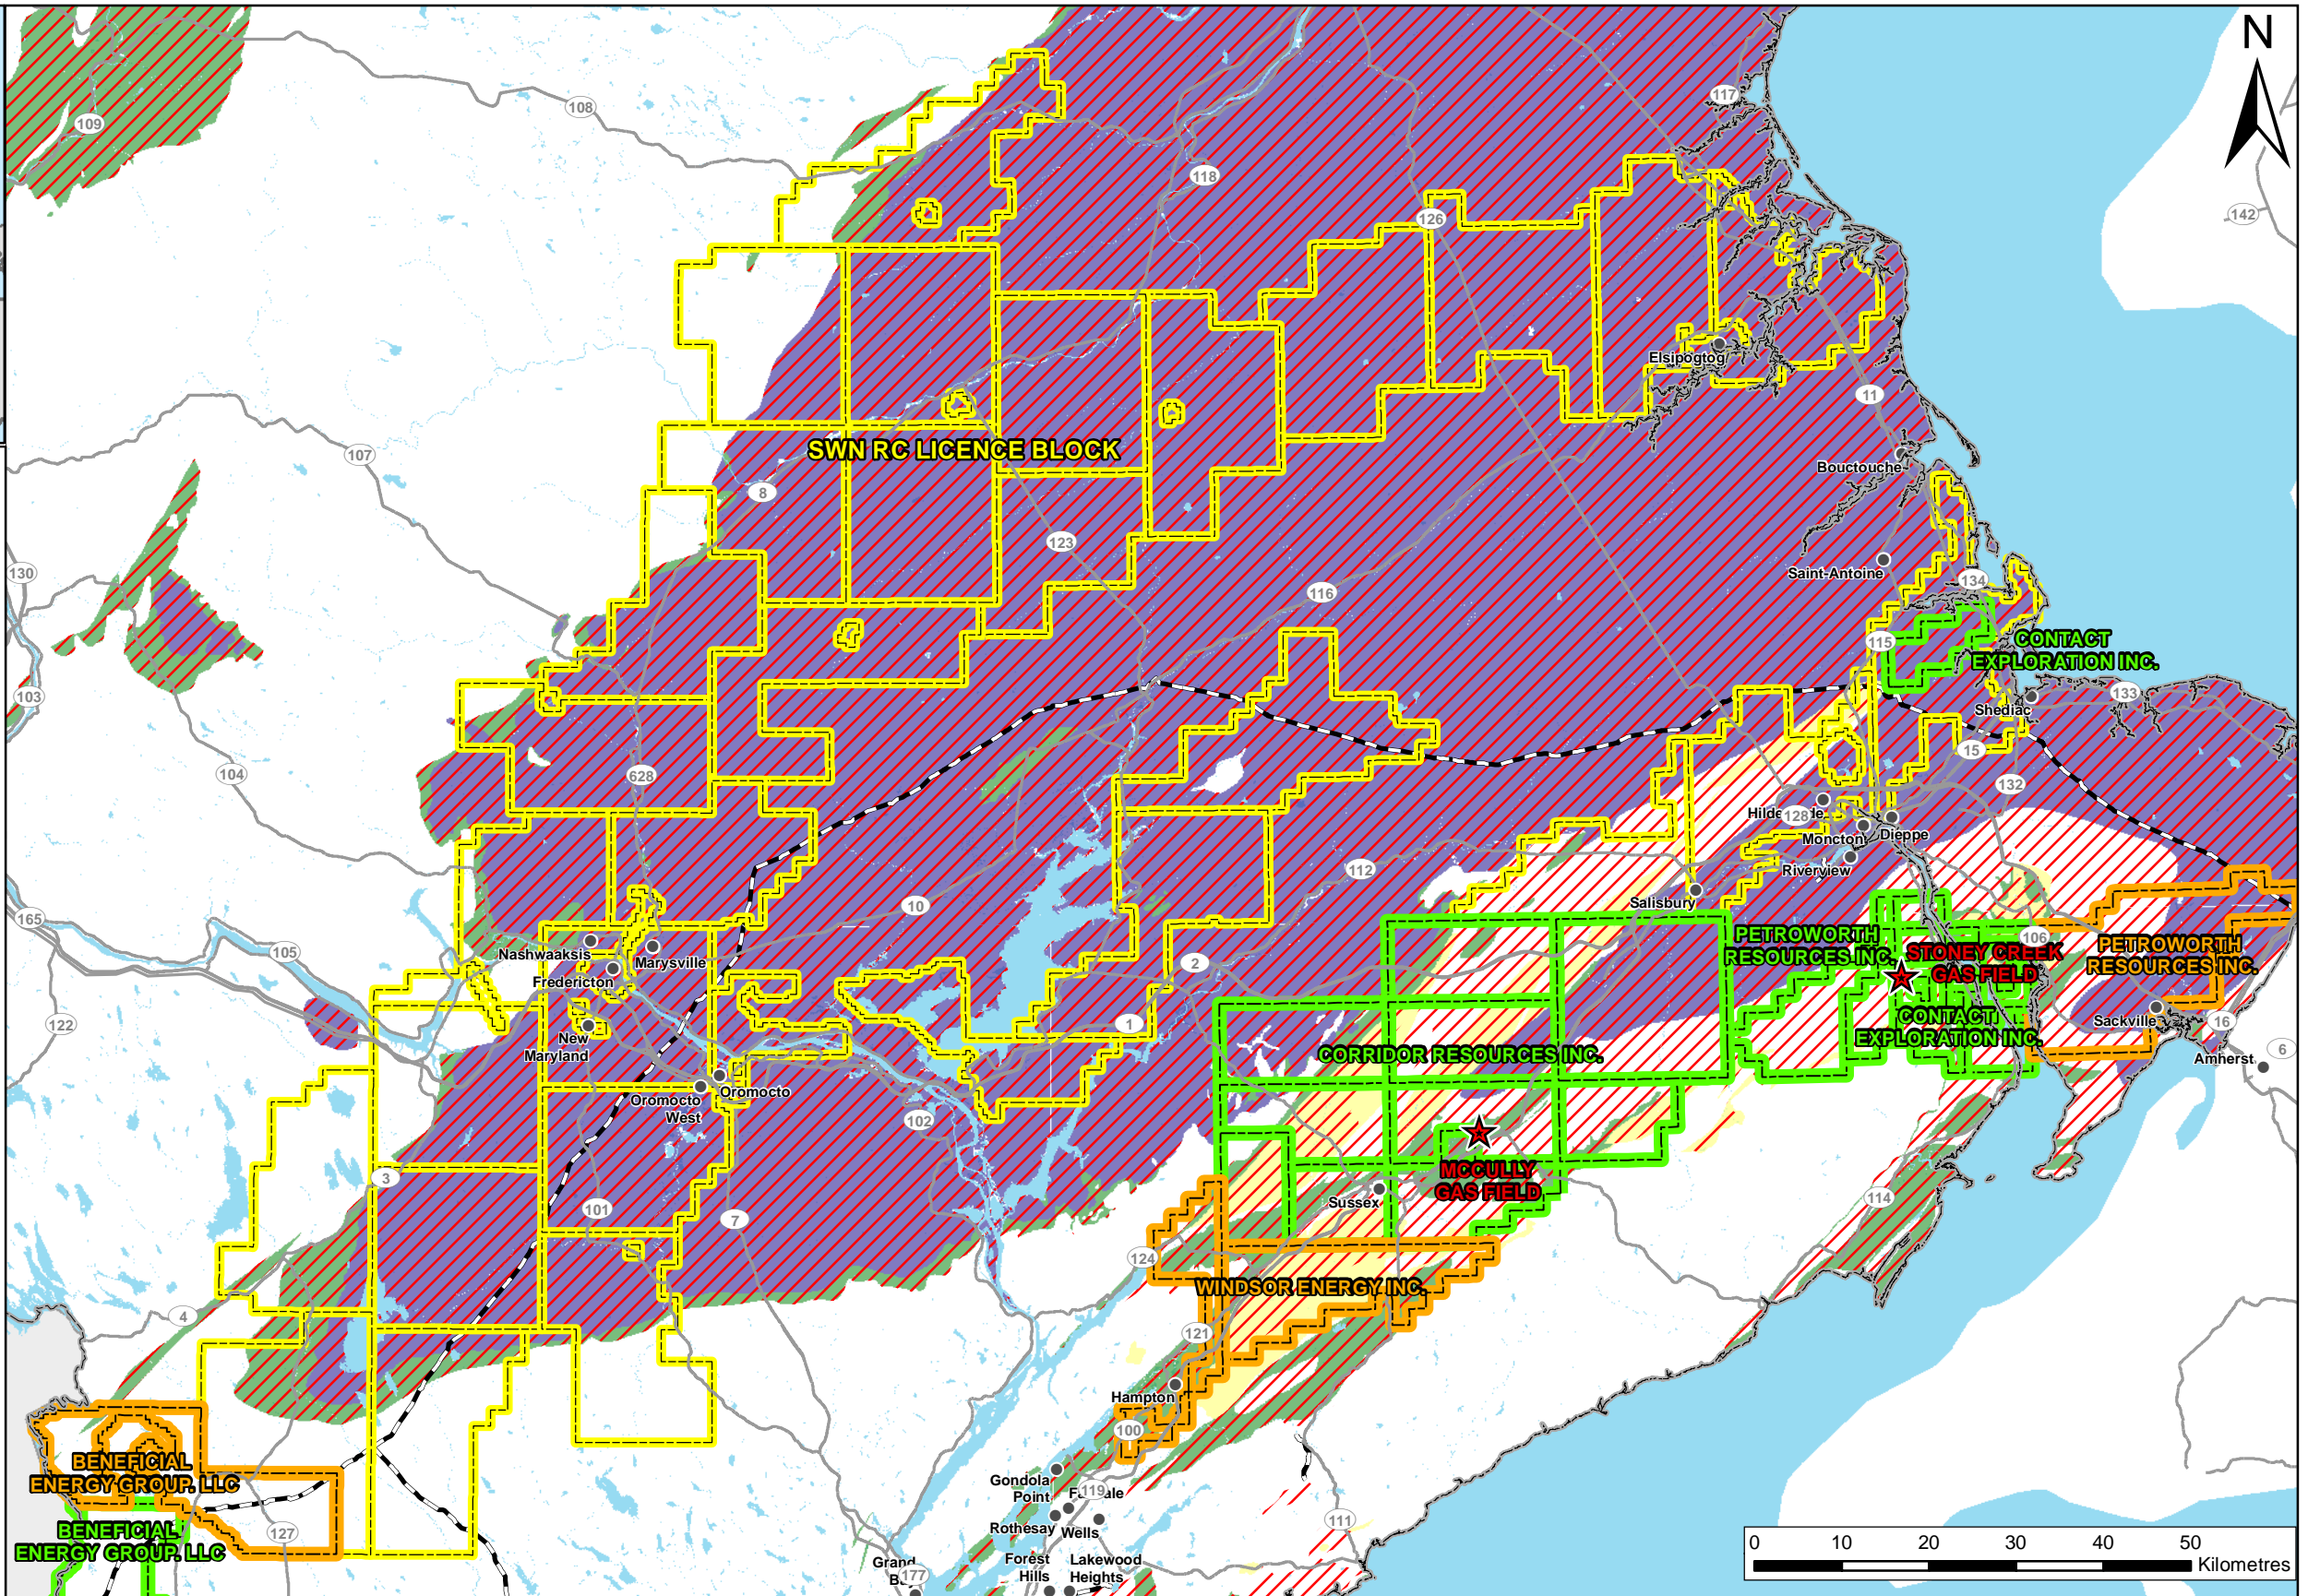 N
109
108
117
118
126
142
Elsipogtog
11
107
SWN RC LICENCE BLOCK
8
Bouctouche
123
130
Saint-Antoine
134
116
115
CONTACT
EXPLORATION INC.
103
133
Shediac
15
104
628
132
128
Moncton
Dieppe
Riverview
112
Salisbury
10
165
105
Nashwaaksis
Marysville
Fredericton
2
PETROWORTH
RESOURCES INC.
106
STONEY CREEK
GAS FIELD
PETROWORTH
RESOURCES INC.
122
New
Maryland
1
CONTACT
EXPLORATION INC.
Sackville
16
Amherst
6
CORRIDOR RESOURCES INC.
Oromocto
Oromocto
West
102
3
MCCULLY
GAS FIELD
Sussex
114
101
7
124
WINDSOR ENERGY INC.
4
121
Hampton
100
BENEFICIAL
ENERGY GROUP. LLC
Gondola
Point
119
Rothesay
Wells
111
127
BENEFICIAL
ENERGY GROUP. LLC
Forest
Hills
Lakewood
Heights
Grand
177
0 10 20 30 40 50
Kilometres